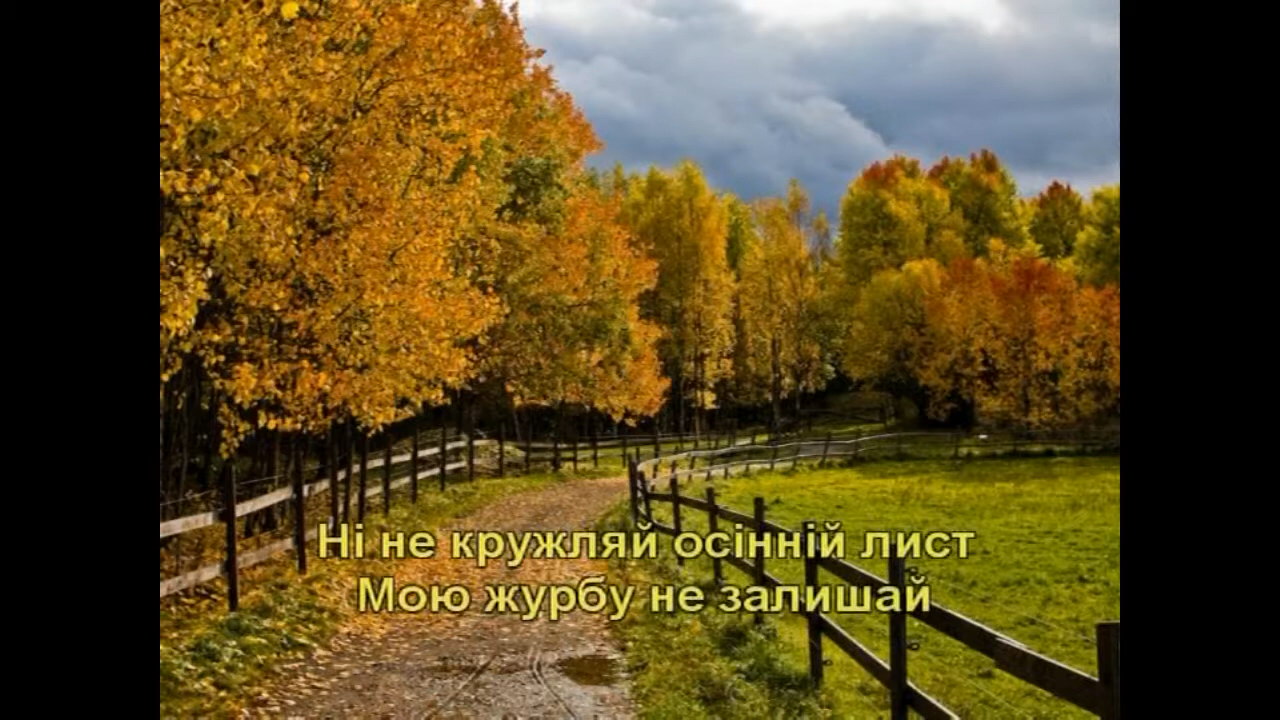 Ні не кружляй осінній лист
Мою журбу не залишай